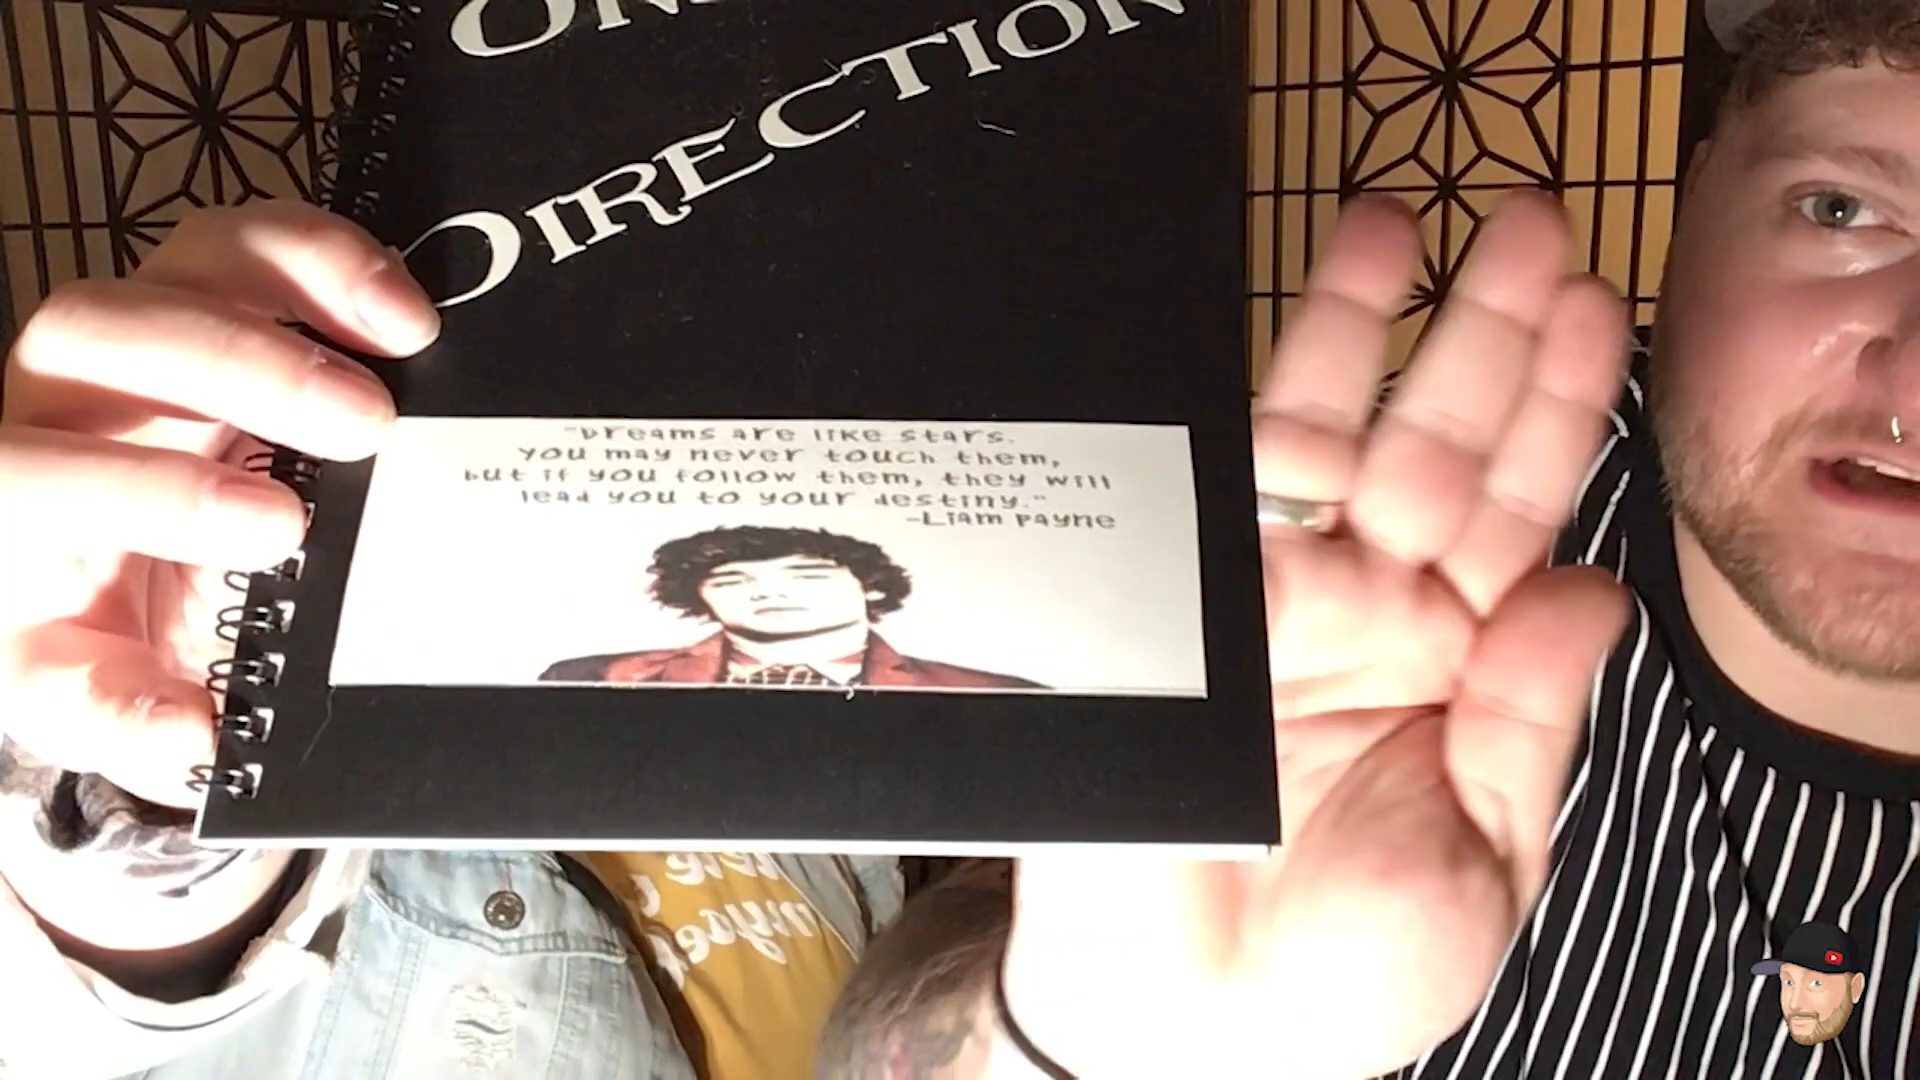 DIRECTION
"Dreams are like stars.
You may never touch them,
but if you follow them, they will
lead you to your destiny."
-Liam Payne